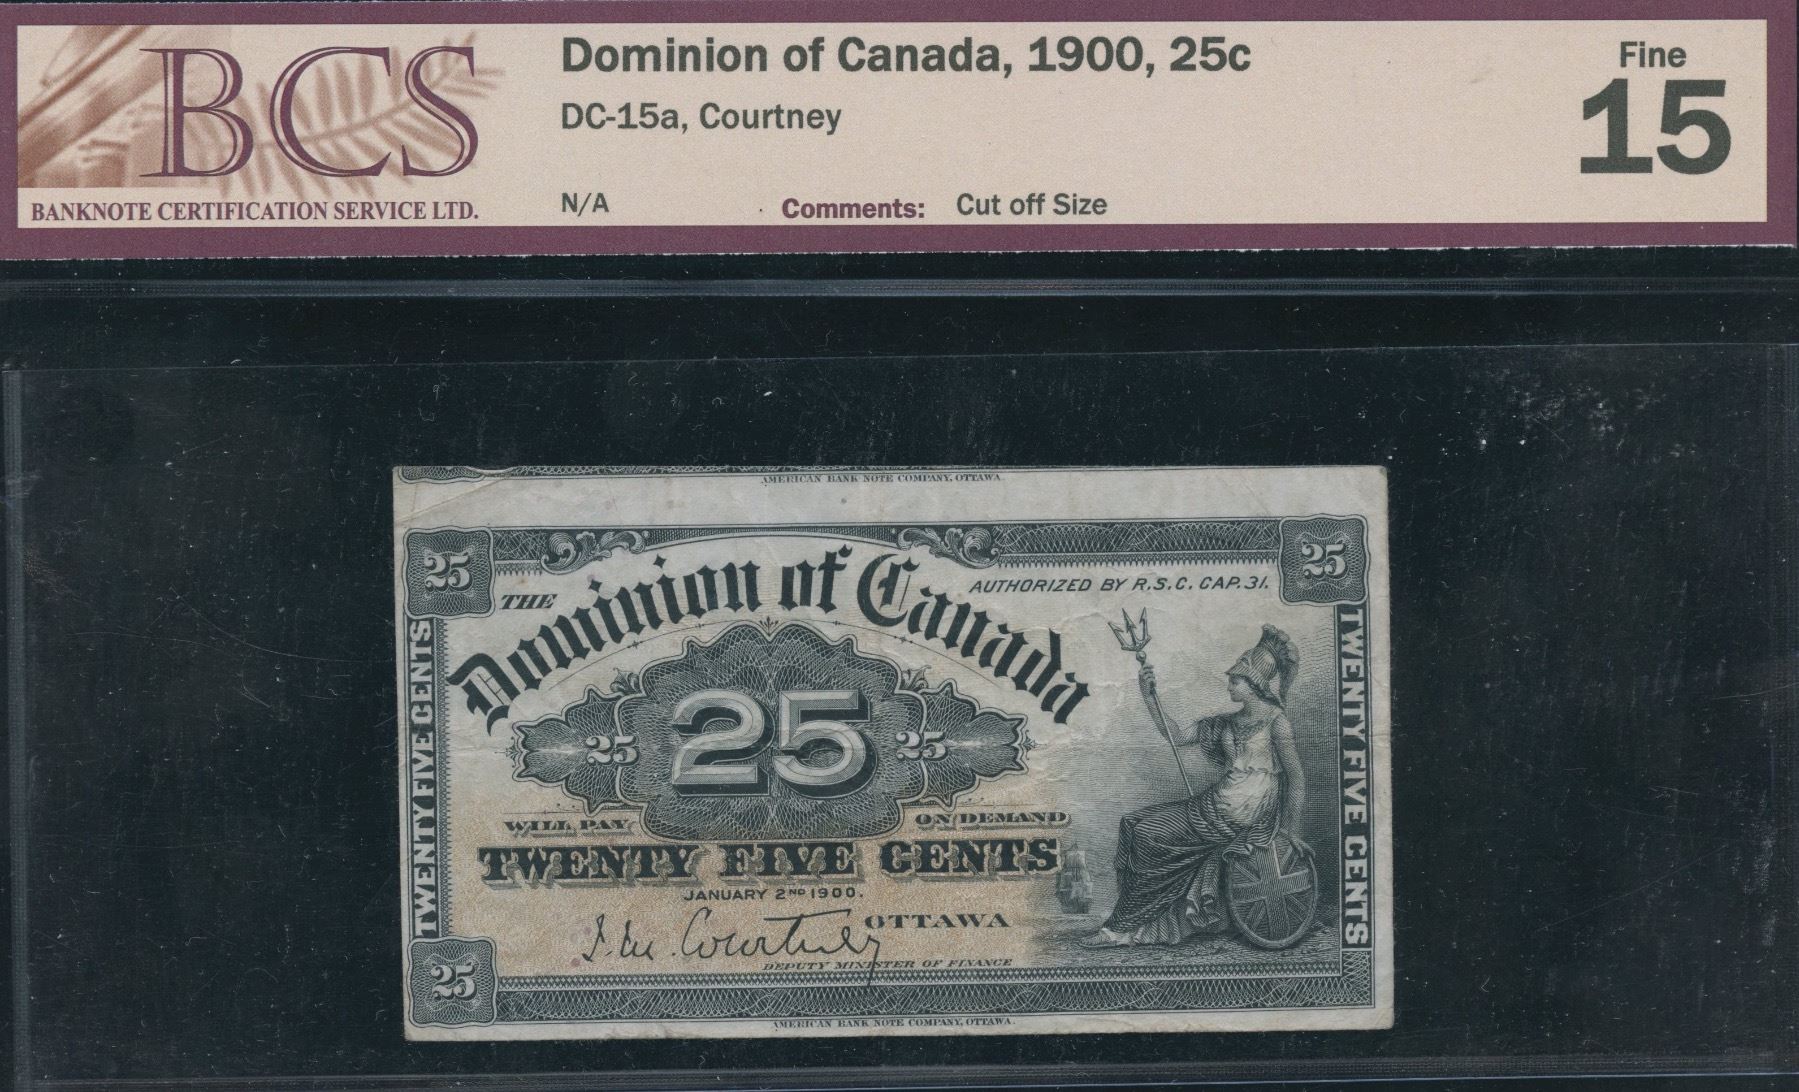 BCS
BANKNOTE CERTIFICATION SERVICE LTD.
Dominion of Canada, 1900, 25c
DC-15a, Courtney
N/A
Comments: Cut off Size
Fine
15
AMERICAN BANK NOTE COMPANY, OTTAWA.
25
25
THE
Dominion of Canada
AUTHORIZED BY R.S.C. CAP. 31.
TWENTY FIVE CENTS
TWENTY FIVE CENTS
25
25
25
WILL PAY
ON DEMAND
TWENTY FIVE CENTS
JANUARY 2ND 1900.
OTTAWA
J. M. Courtney
DEPUTY MINISTER OF FINANCE
25
AMERICAN BANK NOTE COMPANY, OTTAWA.